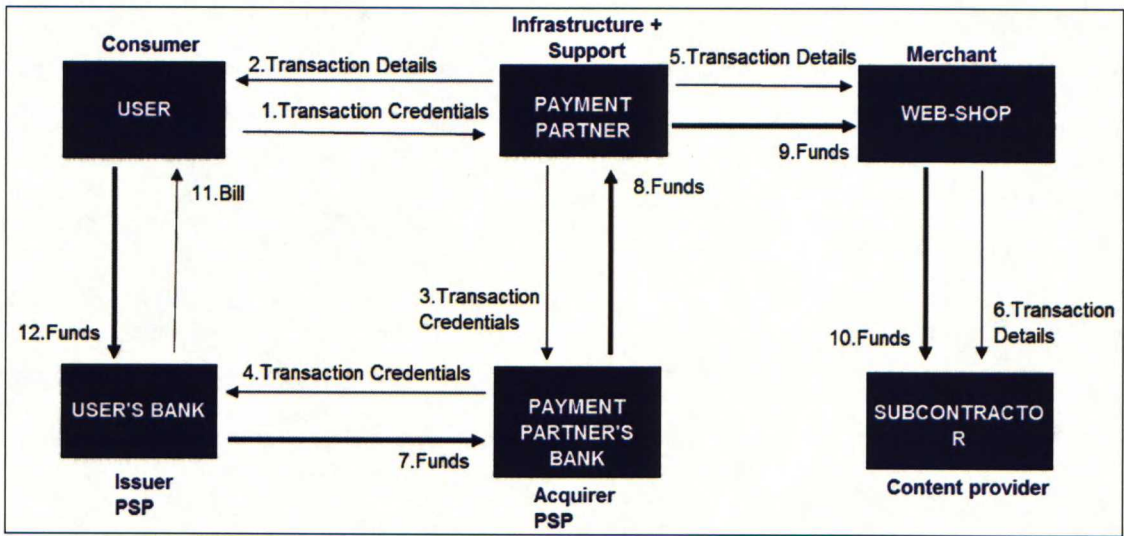 Infrastructure +
Support
Consumer
Merchant
2.Transaction Details
5.Transaction Details
USER
PAYMENT
PARTNER
WEB-SHOP
1.Transaction Credentials
9.Funds
11.Bill
8.Funds
3.Transaction
Credentials
6.Transaction
Details
12.Funds
10.Funds
4.Transaction Credentials
USER'S BANK
PAYMENT
PARTNER'S
BANK
SUBCONTRACTO
R
7.Funds
Issuer
PSP
Acquirer
PSP
Content provider